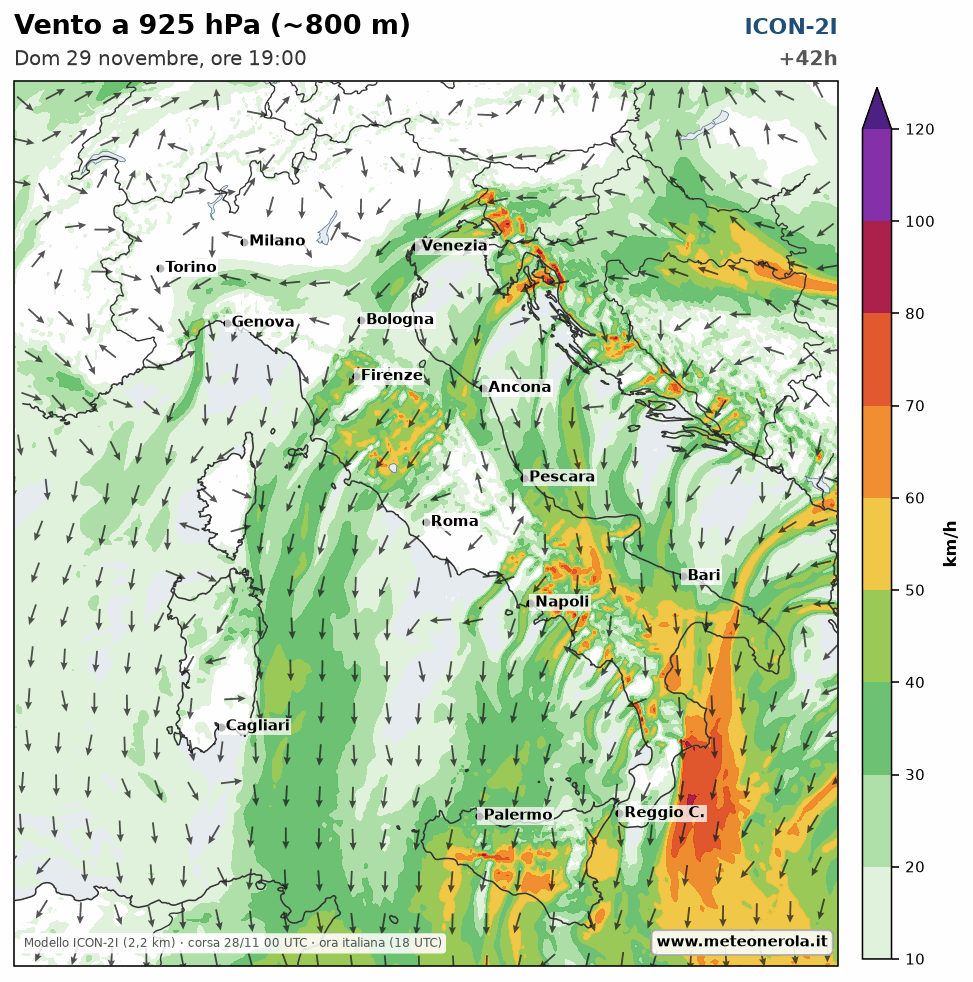 Vento a 925 hPa (~800 m)
ICON-2I
Dom 29 novembre, ore 19:00
+42h
120
100
80
70
60
50
40
30
20
10
km/h
Venezia
Milano
Torino
Genova
Bologna
Firenze
Ancona
Pescara
Roma
Bari
Napoli
Cagliari
Palermo
Reggio C.
Modello ICON-2I (2,2 km) · corsa 28/11 00 UTC · ora italiana (18 UTC)
www.meteonerola.it